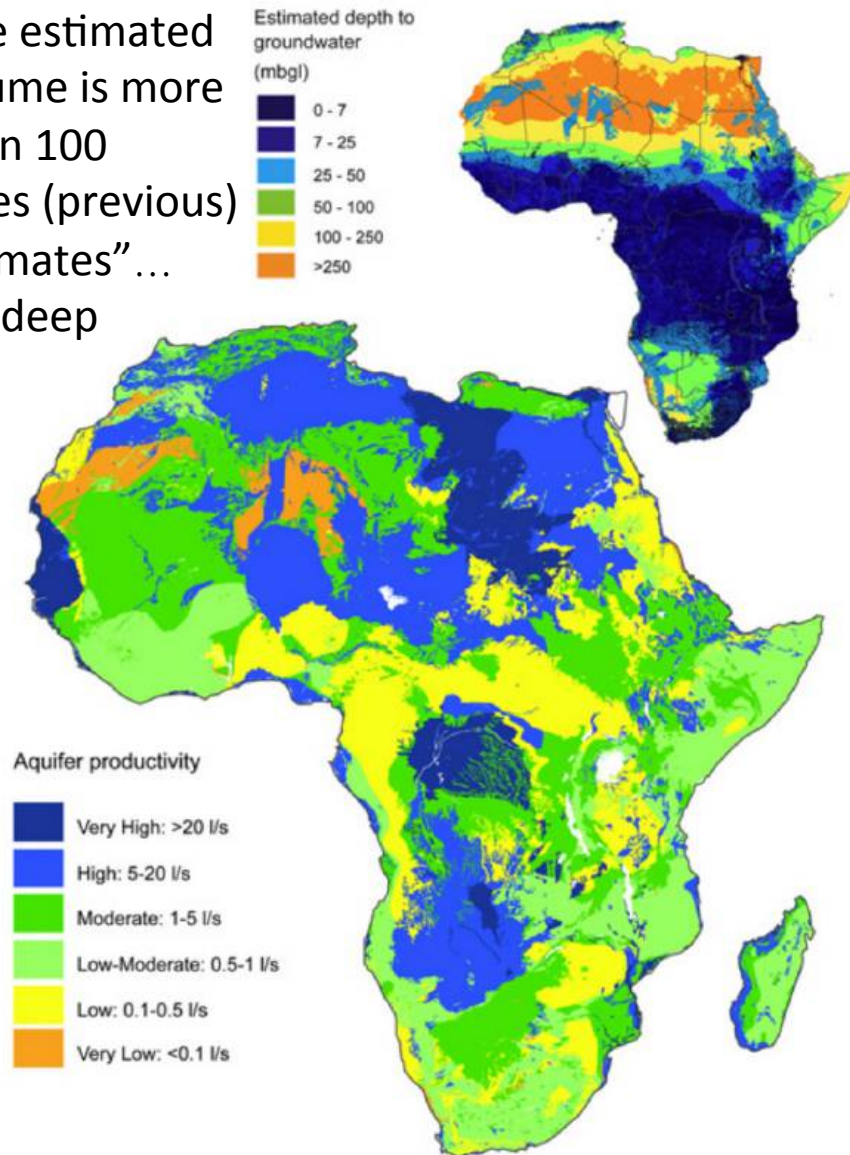 e estimated
ume is more
n 100
es (previous)
mates”…
deep
Estimated depth to
groundwater
(mbgl)
0 - 7
7 - 25
25 - 50
50 - 100
100 - 250
>250
Aquifer productivity
Very High: >20 l/s
High: 5-20 l/s
Moderate: 1-5 l/s
Low-Moderate: 0.5-1 l/s
Low: 0.1-0.5 l/s
Very Low: <0.1 l/s